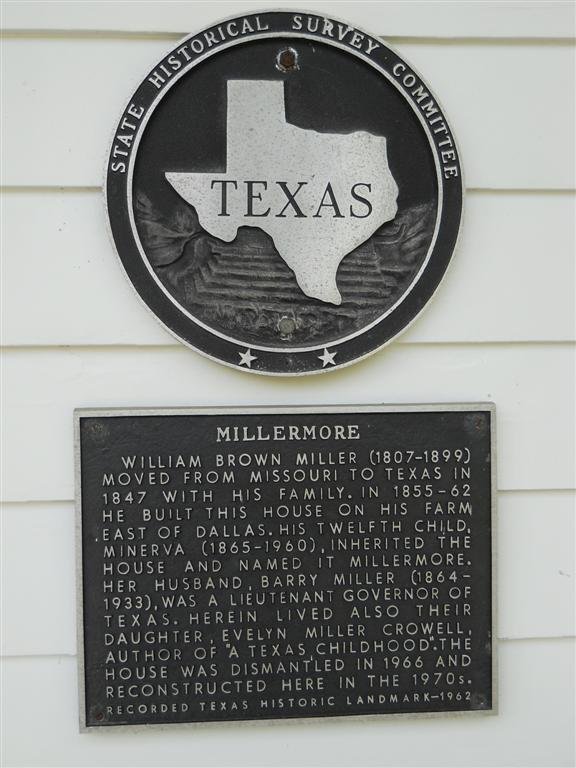 STATE HISTORICAL SURVEY COMMITTEE
TEXAS
MILLERMORE
WILLIAM BROWN MILLER (1807-1899)
MOVED FROM MISSOURI TO TEXAS IN
1847 WITH HIS FAMILY. IN 1855-62
HE BUILT THIS HOUSE ON HIS FARM
EAST OF DALLAS. HIS TWELFTH CHILD,
MINERVA (1865-1960), INHERITED THE
HOUSE AND NAMED IT MILLERMORE.
HER HUSBAND, BARRY MILLER (1864-
1933), WAS A LIEUTENANT GOVERNOR OF
TEXAS. HEREIN LIVED ALSO THEIR
DAUGHTER, EVELYN MILLER CROWELL,
AUTHOR OF "A TEXAS CHILDHOOD". THE
HOUSE WAS DISMANTLED IN 1966 AND
RECONSTRUCTED HERE IN THE 1970s.
RECORDED TEXAS HISTORIC LANDMARK-1962